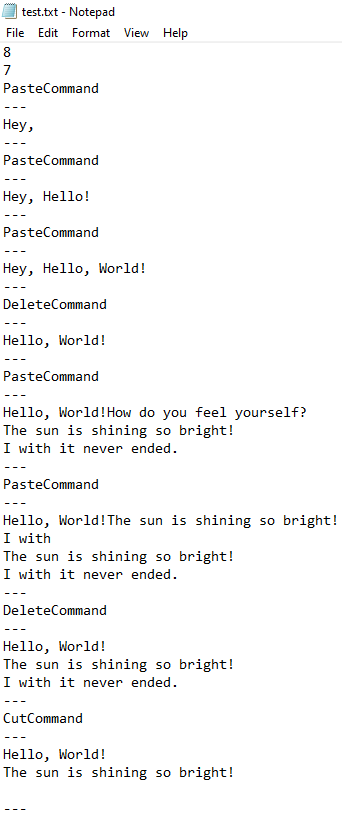 test.txt - Notepad
File Edit Format View Help
8
7
PasteCommand
---
Hey,
---
PasteCommand
---
Hey, Hello!
---
PasteCommand
---
Hey, Hello, World!
---
DeleteCommand
---
Hello, World!
---
PasteCommand
---
Hello, World!How do you feel yourself?
The sun is shining so bright!
I with it never ended.
---
PasteCommand
---
Hello, World!The sun is shining so bright!
I with
The sun is shining so bright!
I with it never ended.
---
DeleteCommand
---
Hello, World!
The sun is shining so bright!
I with it never ended.
---
CutCommand
---
Hello, World!
The sun is shining so bright!

---